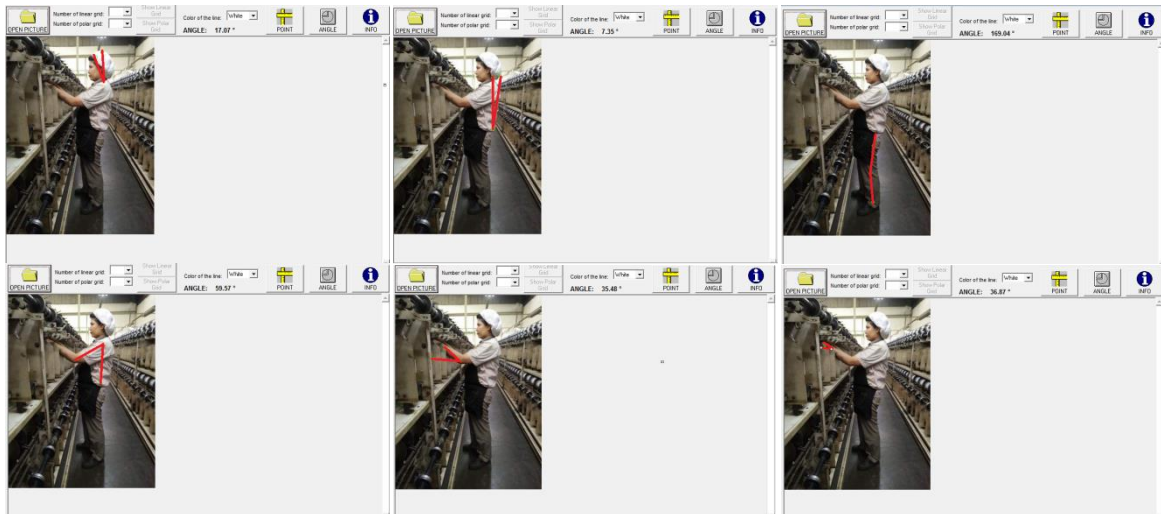 Number of linear grid:
Show Linear Grid
Color of the line: White
Number of polar grid:
Show Polar Grid
OPEN PICTURE
ANGLE: 17.07 °
POINT
ANGLE
INFO
Number of linear grid:
Show Linear Grid
Color of the line: White
Number of polar grid:
Show Polar Grid
OPEN PICTURE
ANGLE: 7.35 °
POINT
ANGLE
INFO
Number of linear grid:
Show Linear Grid
Color of the line: White
Number of polar grid:
Show Polar Grid
OPEN PICTURE
ANGLE: 169.04 °
POINT
ANGLE
INFO
Number of linear grid:
Show Linear Grid
Color of the line: White
Number of polar grid:
Show Polar Grid
OPEN PICTURE
ANGLE: 59.57 °
POINT
ANGLE
INFO
Number of linear grid:
Show Linear Grid
Color of the line: White
Number of polar grid:
Show Polar Grid
OPEN PICTURE
ANGLE: 35.48 °
POINT
ANGLE
INFO
Number of linear grid:
Show Linear Grid
Color of the line: White
Number of polar grid:
Show Polar Grid
OPEN PICTURE
ANGLE: 36.87 °
POINT
ANGLE
INFO